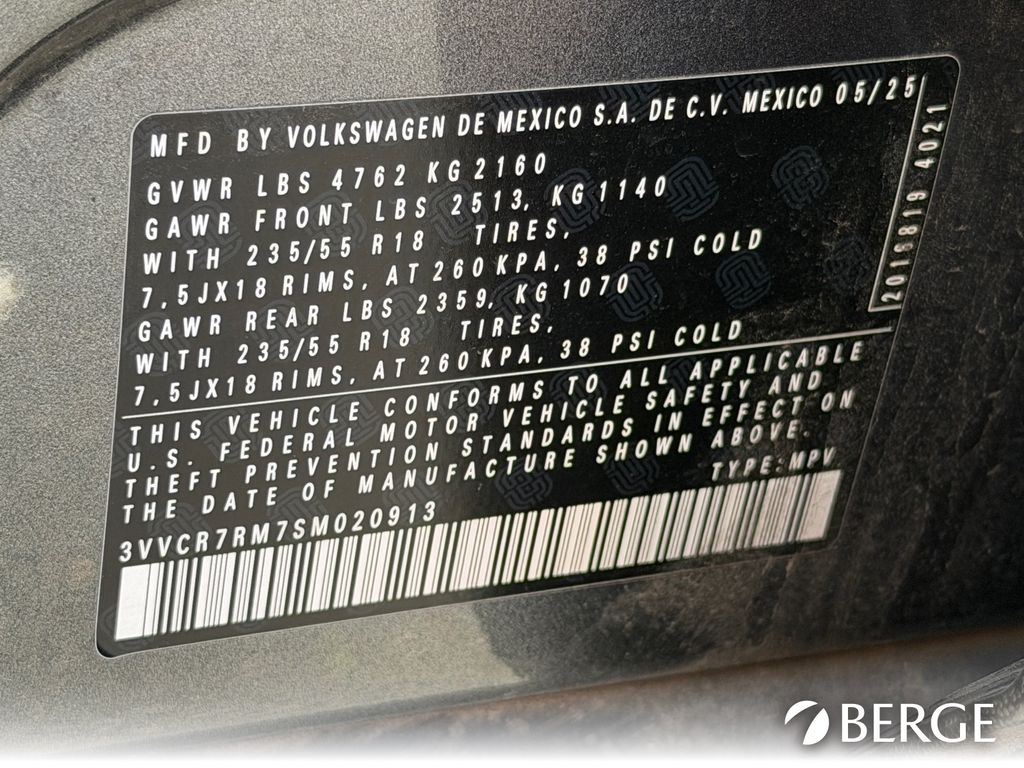 MFD BY VOLKSWAGEN DE MEXICO S.A. DE C.V. MEXICO 05/25
GVWR LBS 4762 KG 2160
GAWR FRONT LBS 2513, KG1140
WITH 235/55 R18 TIRES,
7,5JX18 RIMS, AT 260 KPA, 38 PSI COLD
GAWR REAR LBS 2359, KG1070
WITH 235/55 R18 TIRES,
7,5JX18 RIMS, AT 260 KPA, 38 PSI COLD
2019819 4021
THIS VEHICLE CONFORMS TO ALL APPLICABLE
U.S. FEDERAL MOTOR VEHICLE SAFETY AND
THEFT PREVENTION STANDARDS IN EFFECT ON
THE DATE OF MANUFACTURE SHOWN ABOVE.
TYPE:MPV
3VVCR7RM7SM020913
BERGE